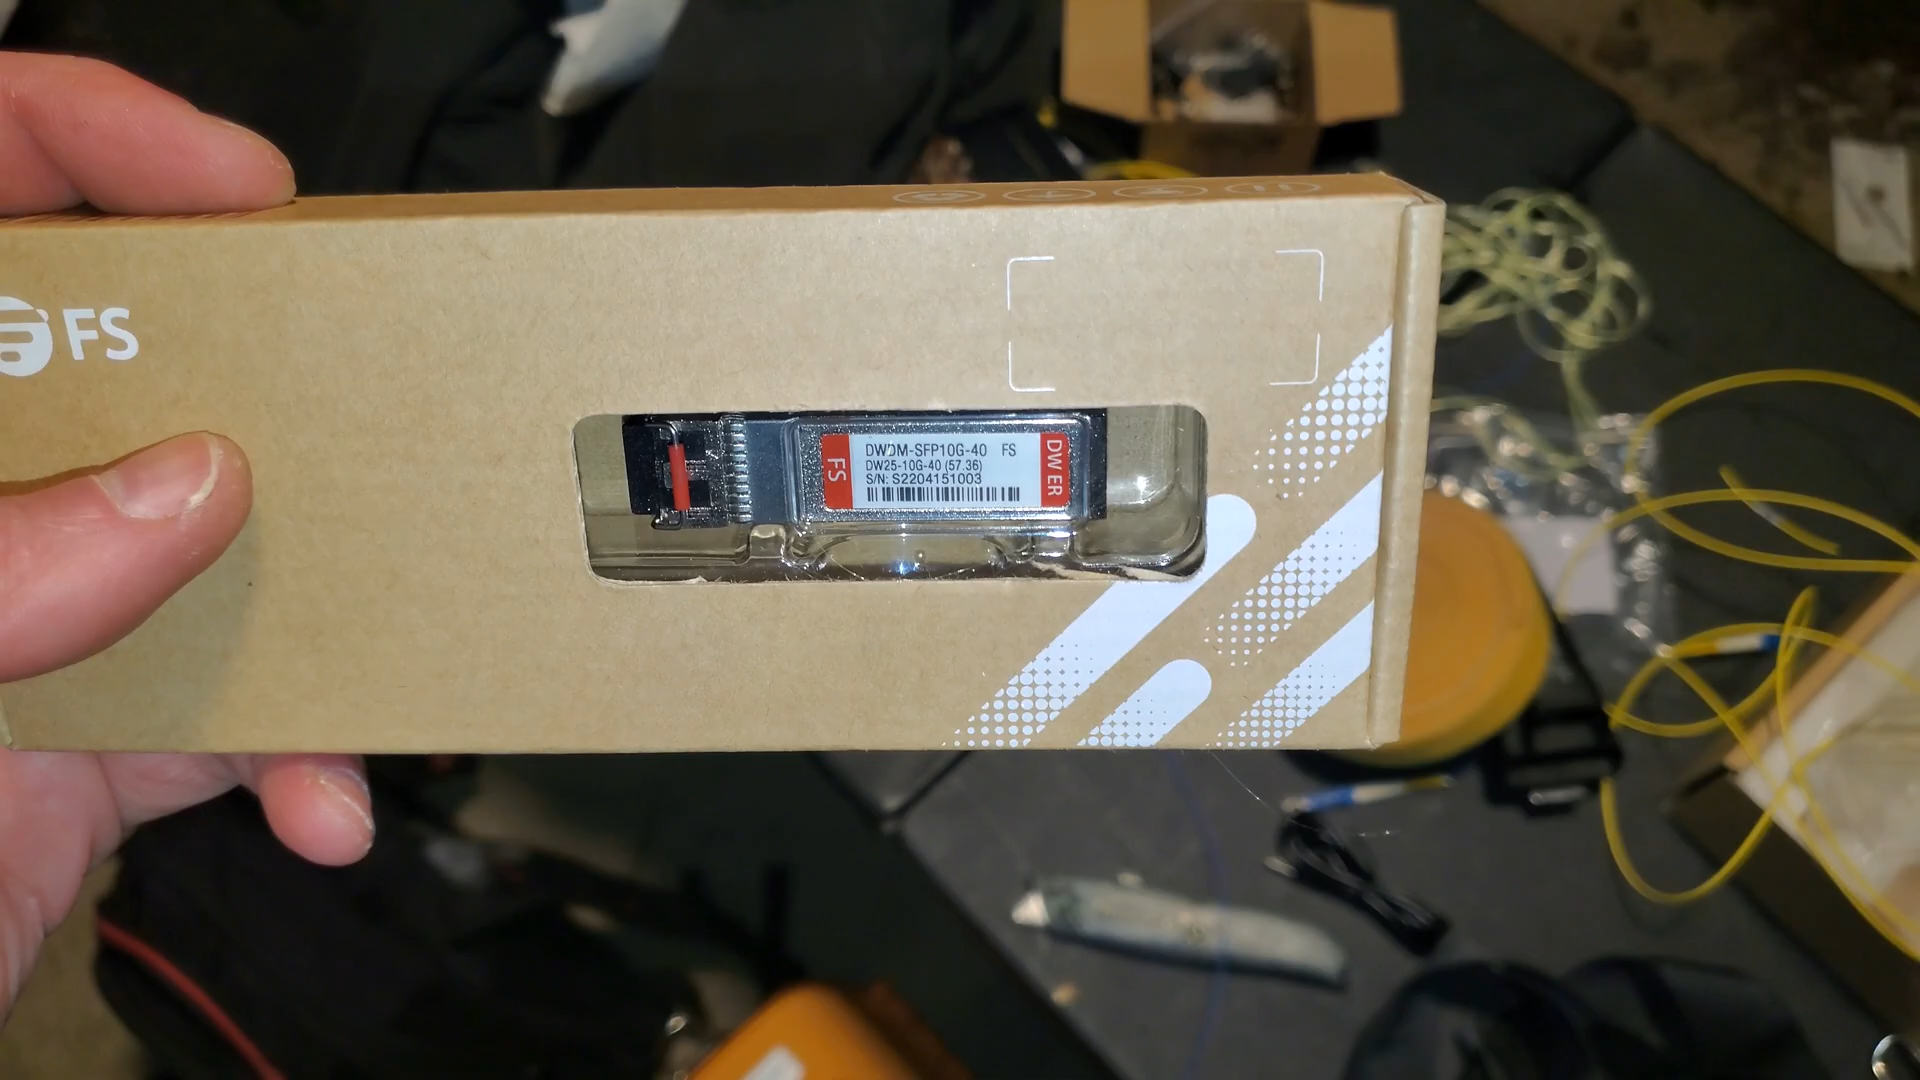 FS
DWDM-SFP10G-40 FS
DW25-10G-40 (57.36)
S/N: S2204151003
FS
DW ER